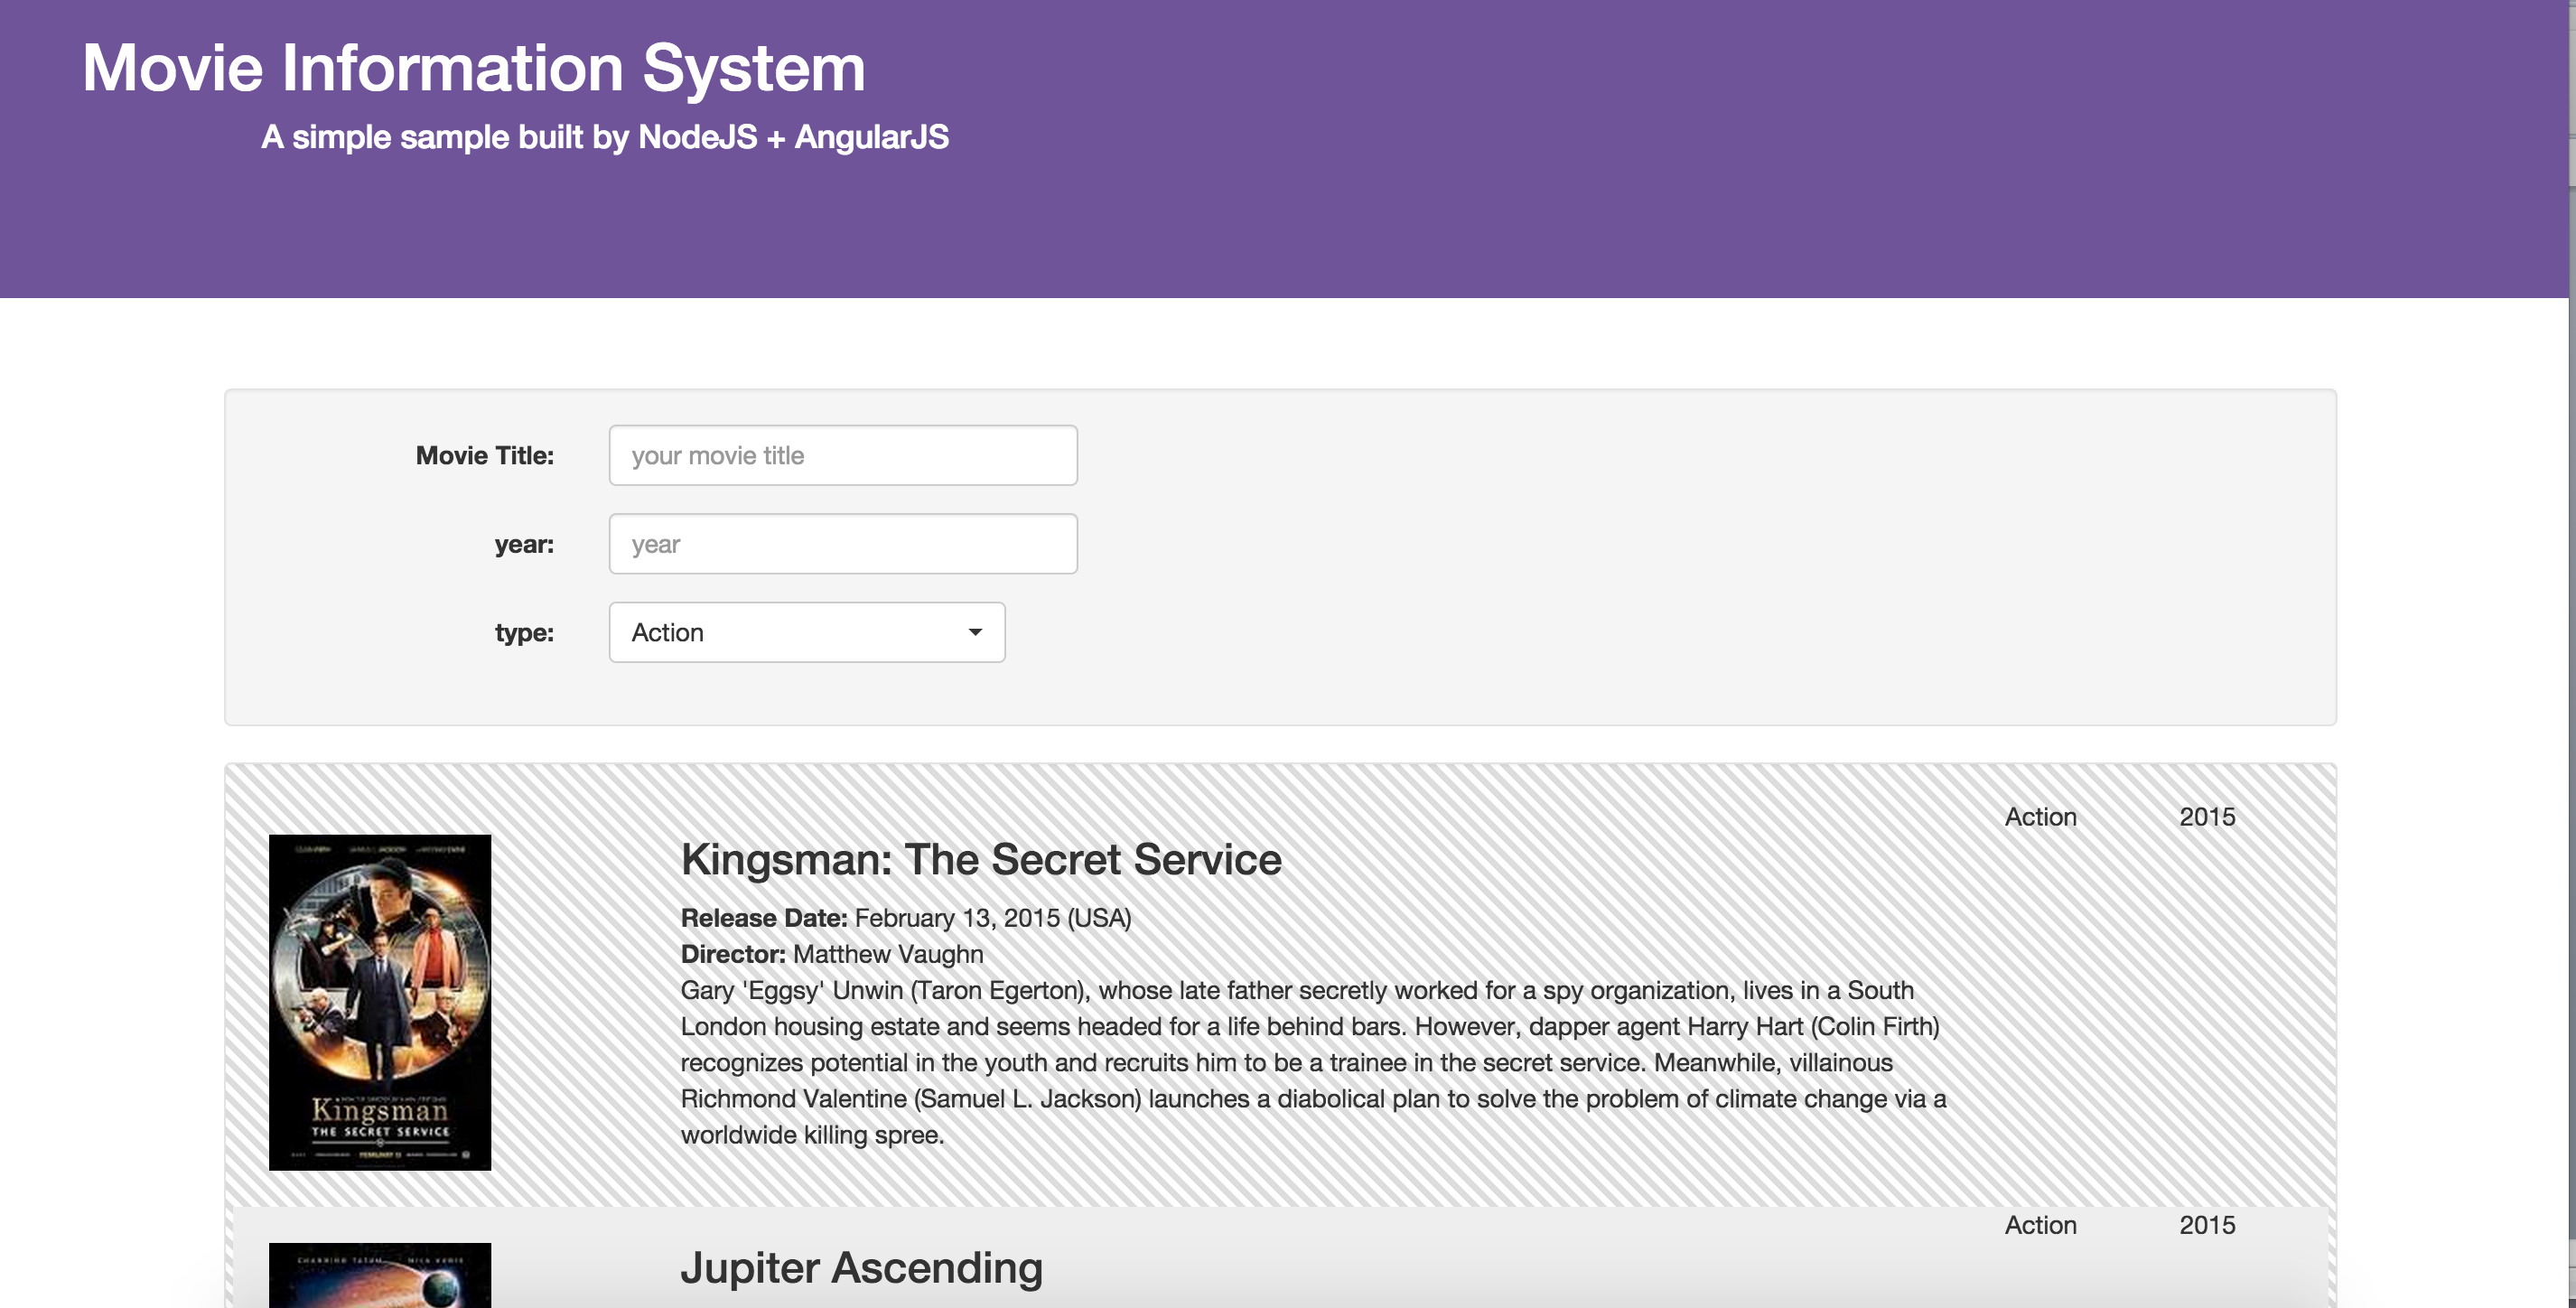 Movie Information System
A simple sample built by NodeJS + AngularJS
Movie Title:
your movie title
year:
year
type:
Action
Action 2015
Kingsman: The Secret Service
Release Date: February 13, 2015 (USA)
Director: Matthew Vaughn
Gary 'Eggsy' Unwin (Taron Egerton), whose late father secretly worked for a spy organization, lives in a South
London housing estate and seems headed for a life behind bars. However, dapper agent Harry Hart (Colin Firth)
recognizes potential in the youth and recruits him to be a trainee in the secret service. Meanwhile, villainous
Richmond Valentine (Samuel L. Jackson) launches a diabolical plan to solve the problem of climate change via a
worldwide killing spree.
Kingsman
THE SECRET SERVICE
Action 2015
Jupiter Ascending
CHANNING TATUM MILA KUNIS